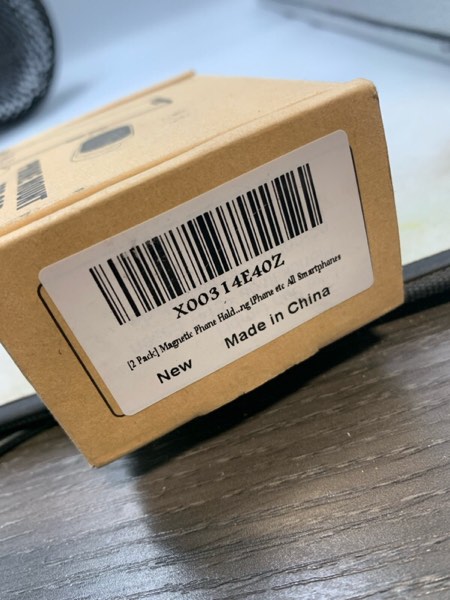 X00314E40Z
[2 Pack] Magnetic Phone Hold...ng iPhone etc All Smartphones
New
Made in China